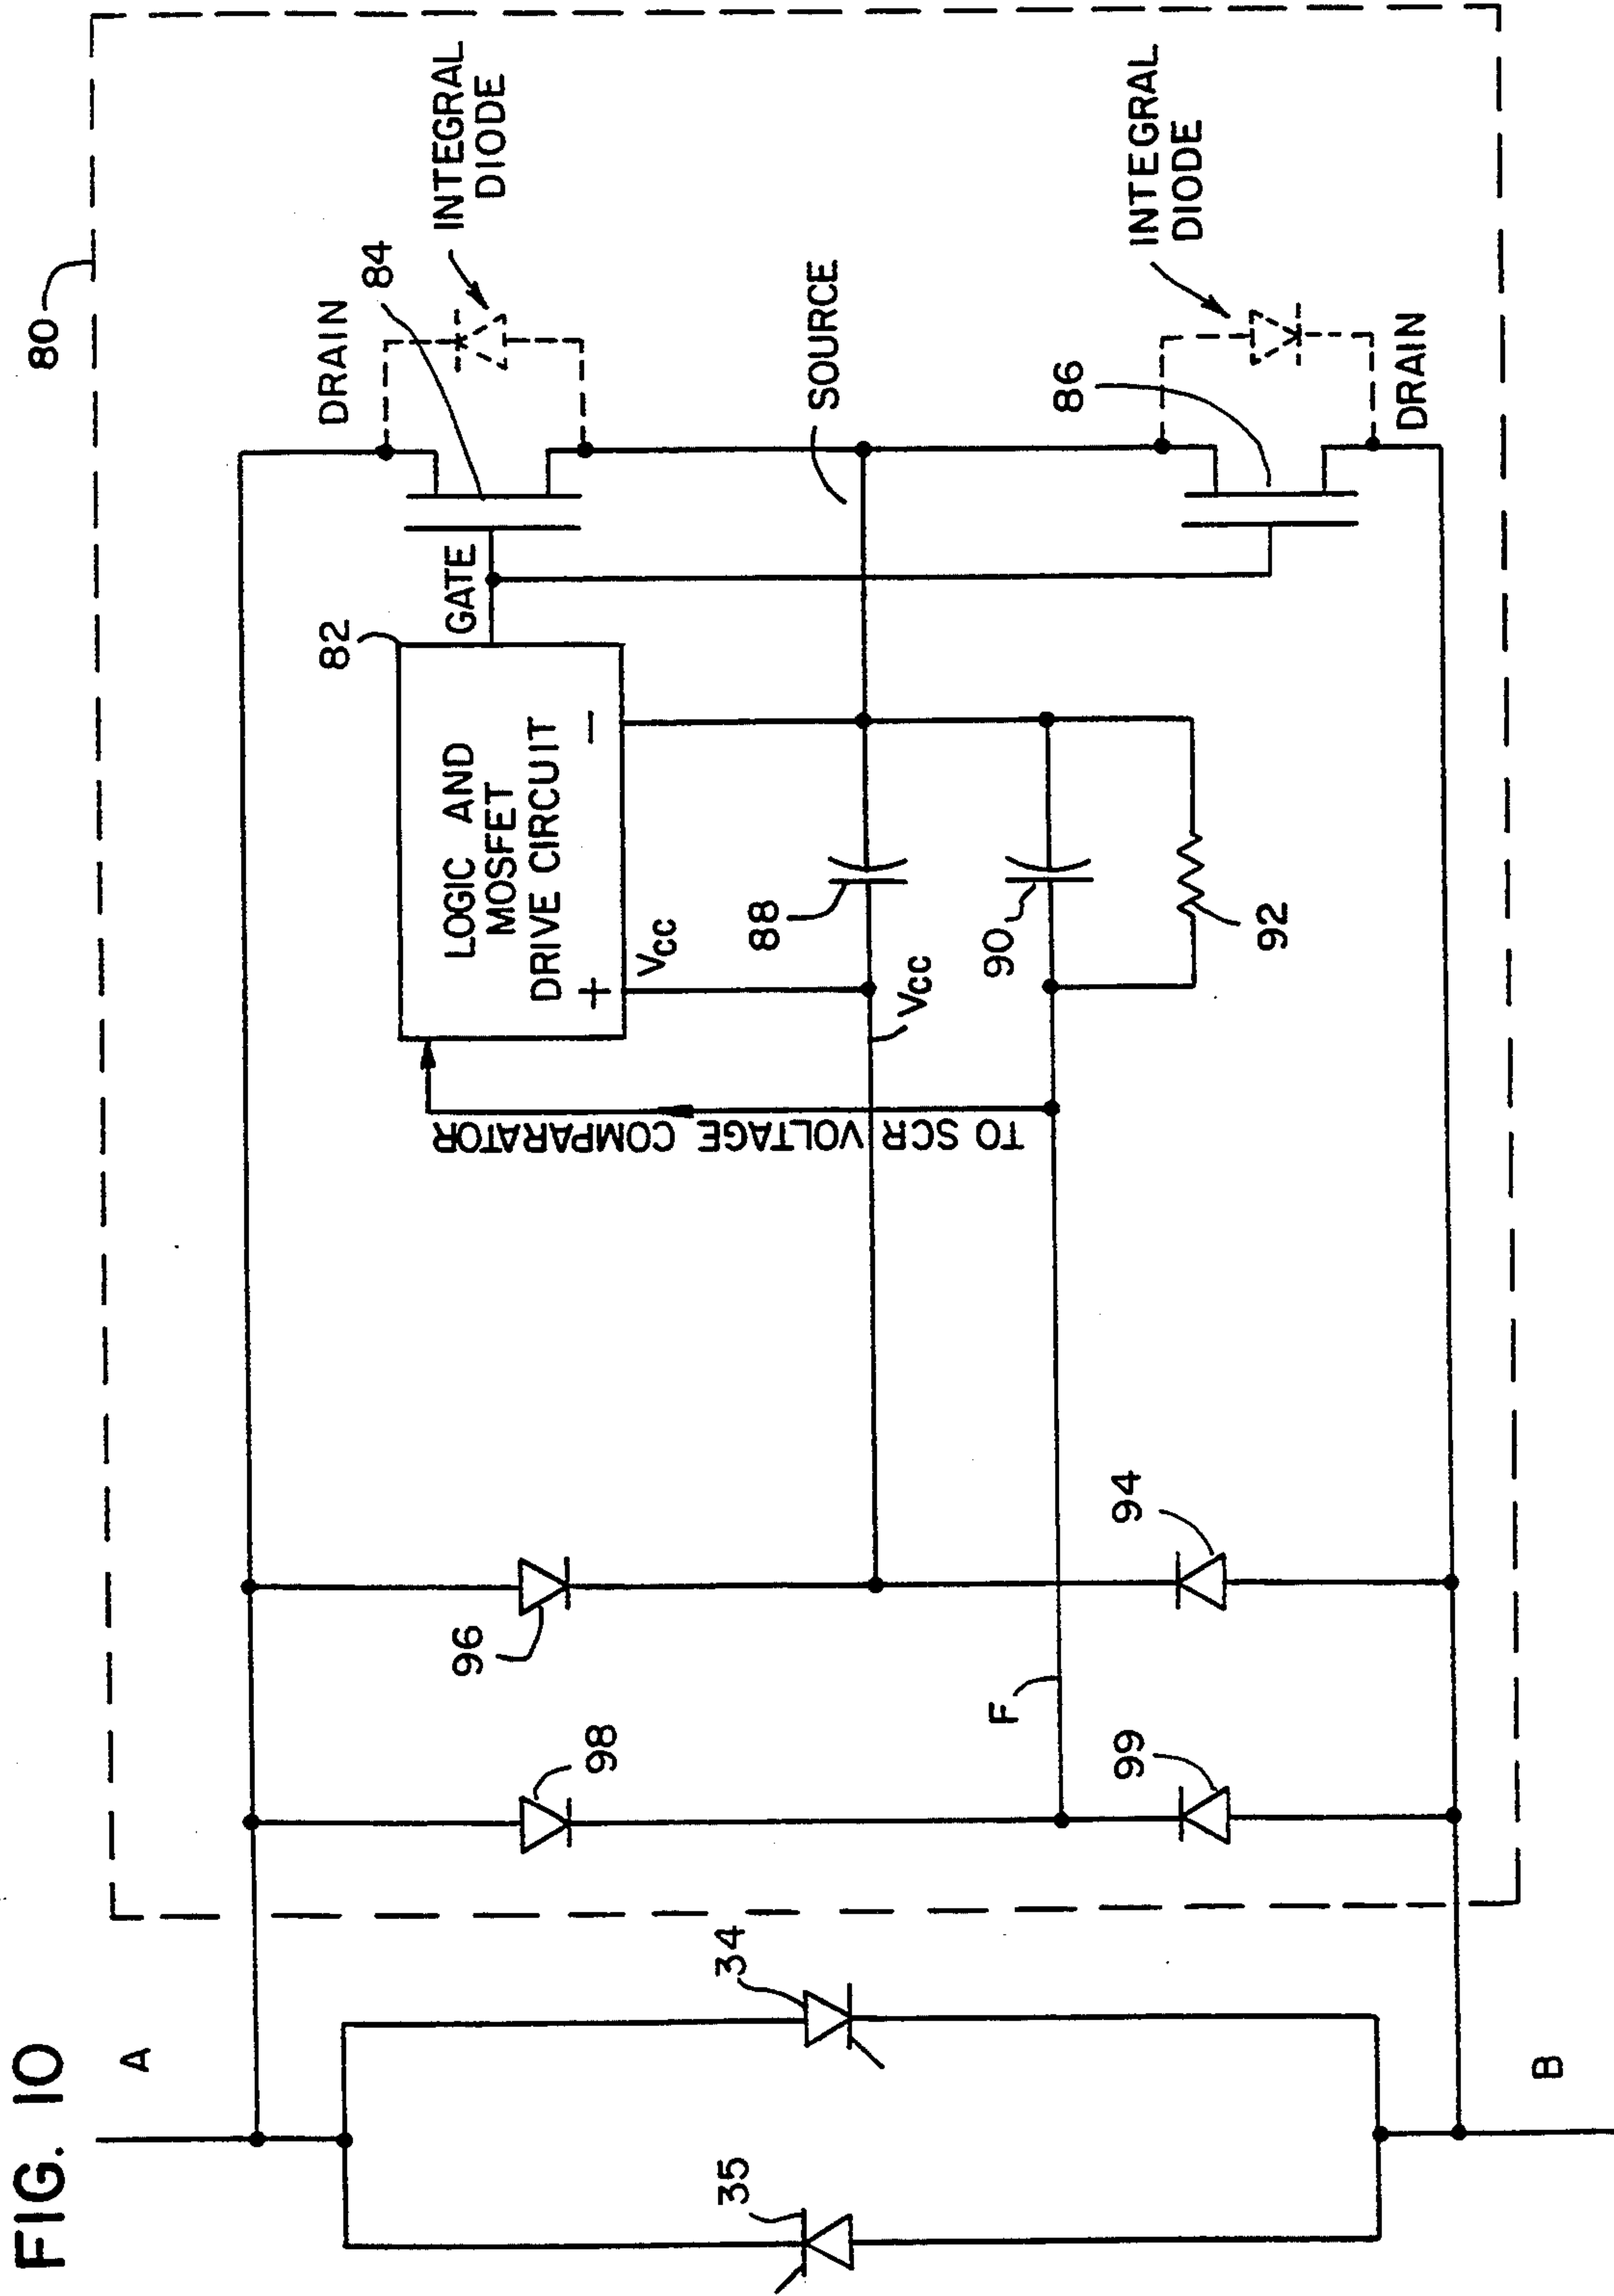 FIG. 10
A
B
80
35
34
98
99
96
94
F
TO SCR VOLTAGE COMPARATOR
82
LOGIC AND
MOSFET
DRIVE CIRCUIT
+
−
VCC
VCC
88
90
92
GATE
DRAIN
84
INTEGRAL
DIODE
SOURCE
86
INTEGRAL
DIODE
DRAIN